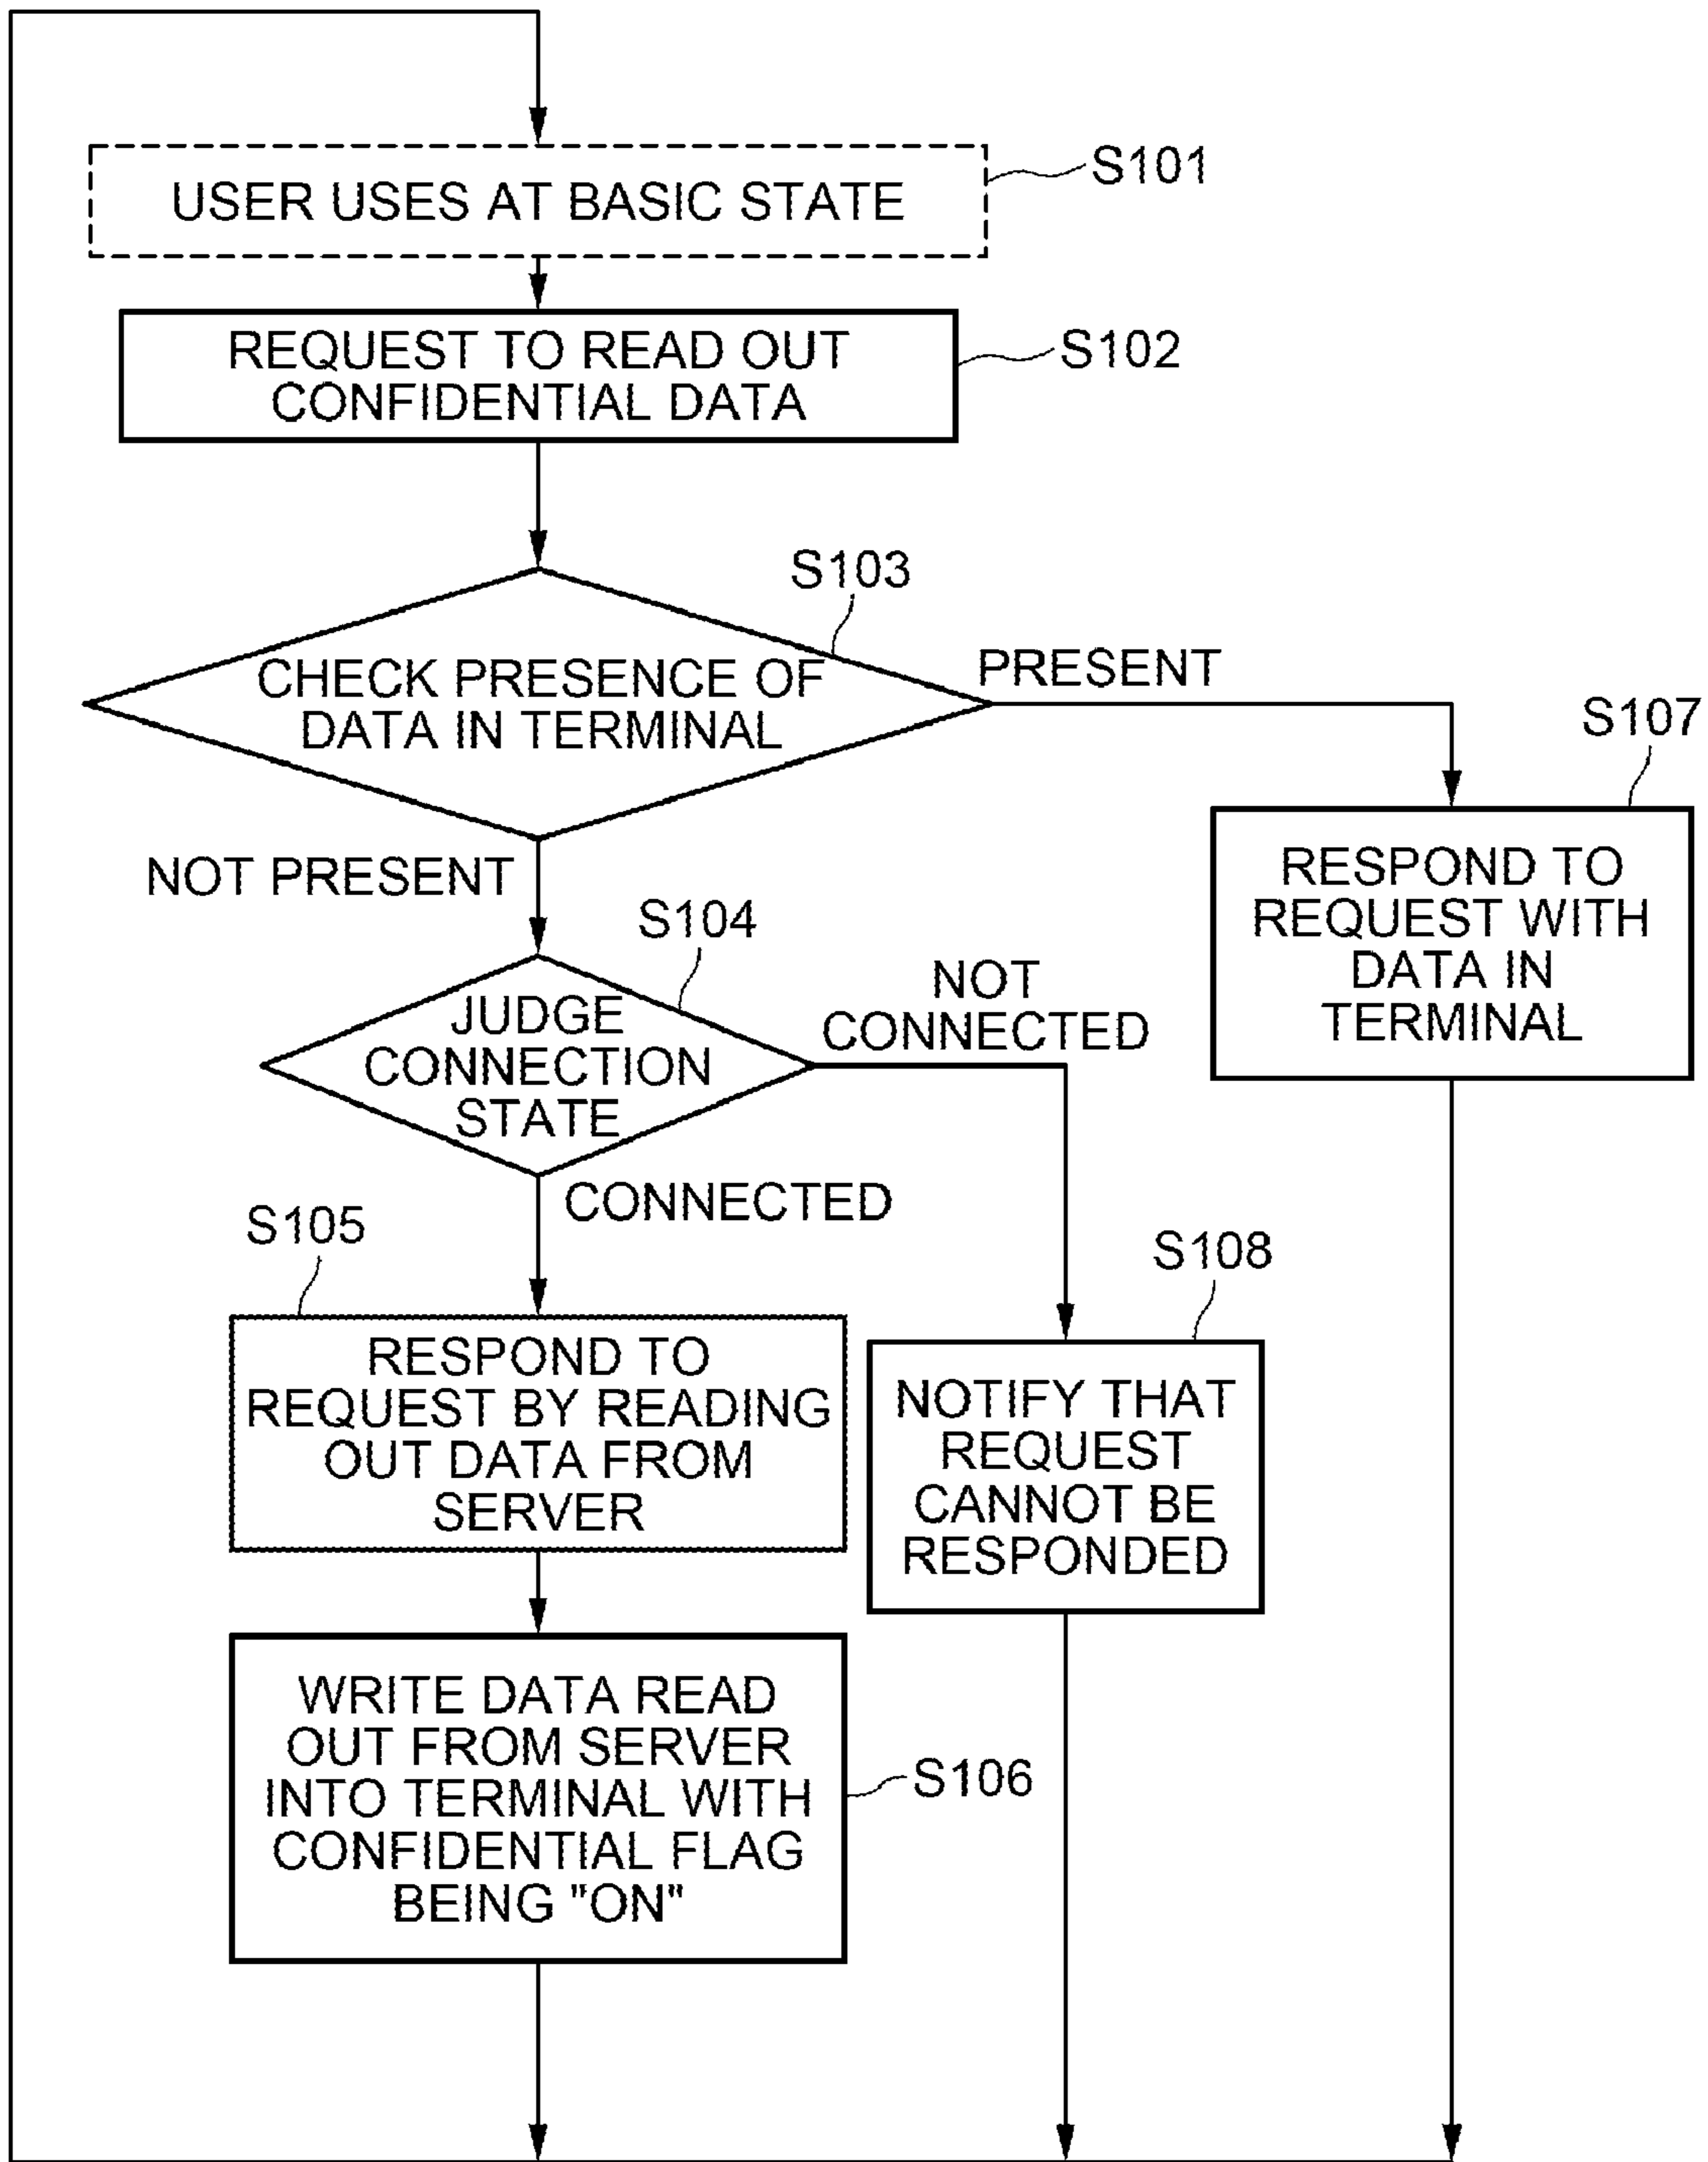 USER USES AT BASIC STATE
S101
REQUEST TO READ OUT
CONFIDENTIAL DATA
S102
S103
CHECK PRESENCE OF
DATA IN TERMINAL
PRESENT
S107
RESPOND TO
REQUEST WITH
DATA IN
TERMINAL
NOT PRESENT
S104
JUDGE
CONNECTION
STATE
NOT
CONNECTED
CONNECTED
S105
RESPOND TO
REQUEST BY READING
OUT DATA FROM
SERVER
S108
NOTIFY THAT
REQUEST
CANNOT BE
RESPONDED
WRITE DATA READ
OUT FROM SERVER
INTO TERMINAL WITH
CONFIDENTIAL FLAG
BEING "ON"
S106